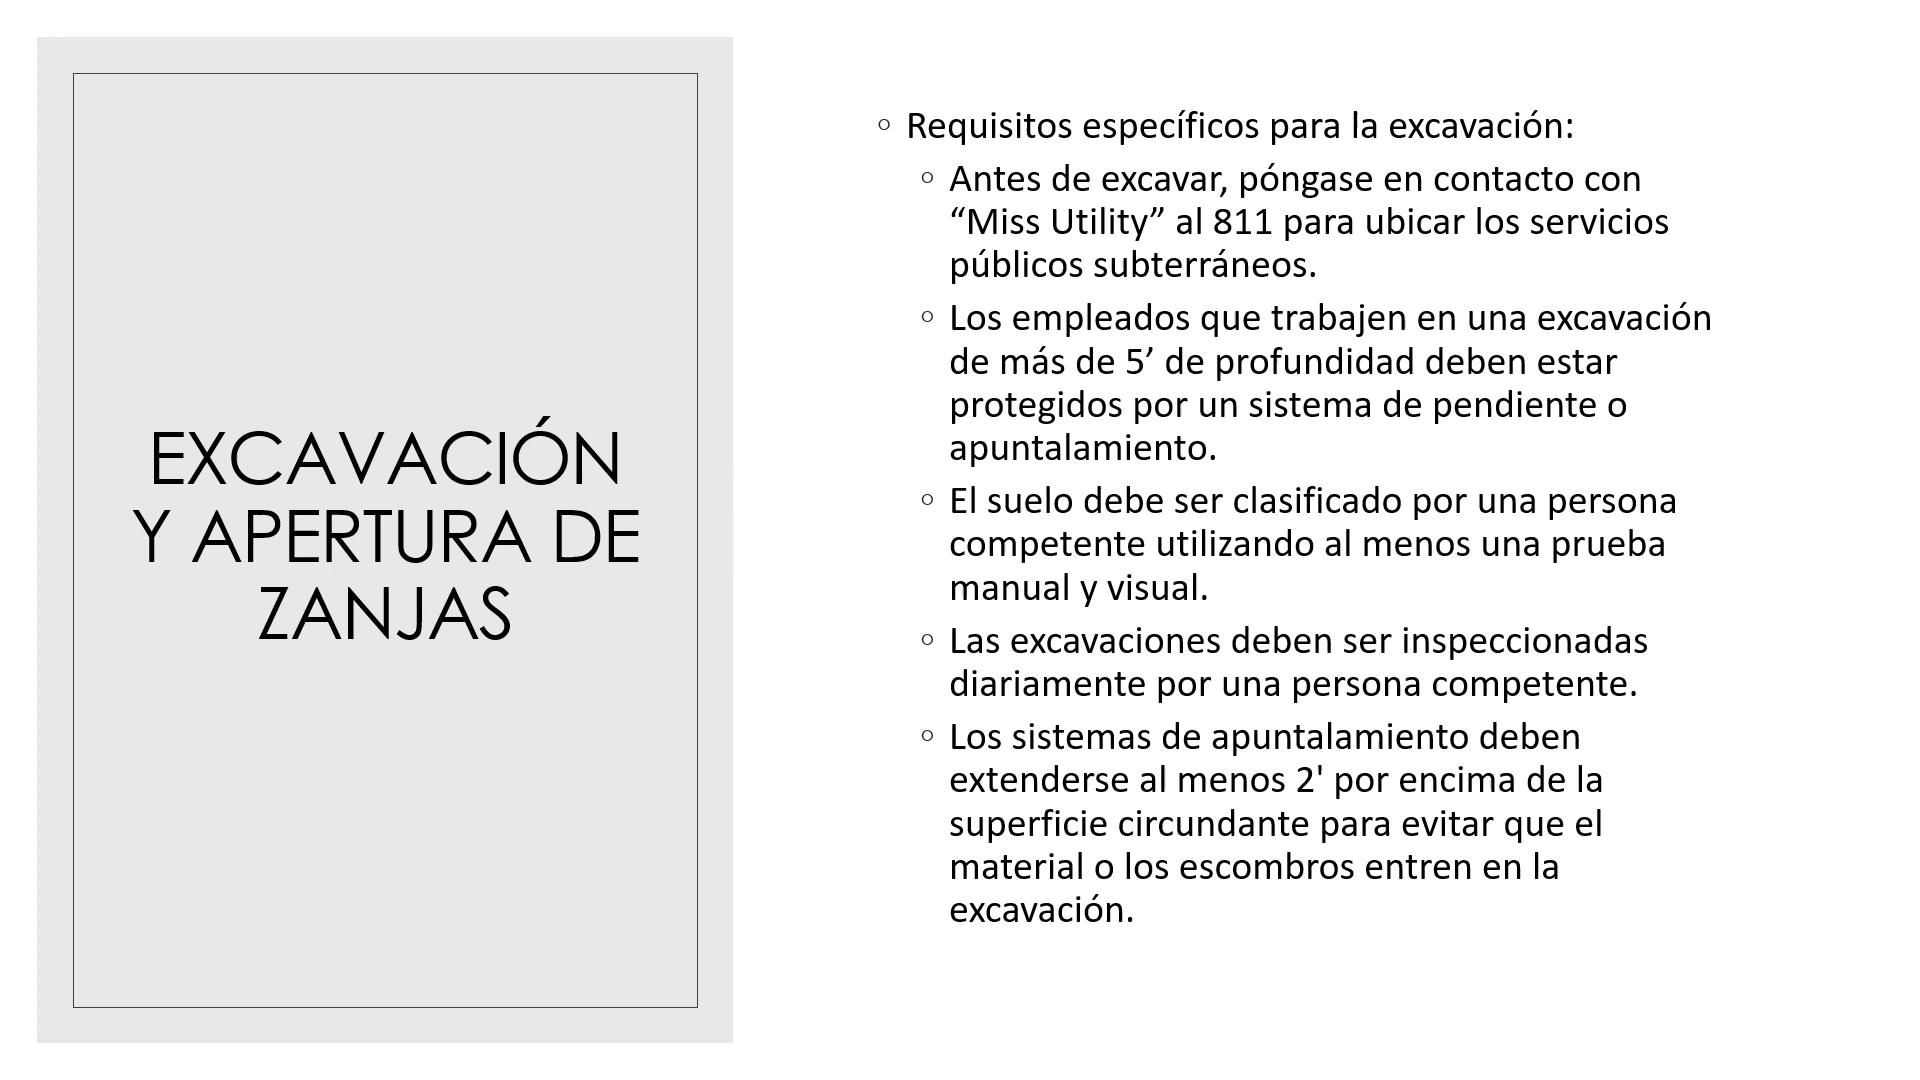 EXCAVACIÓN
Y APERTURA DE
ZANJAS
◦ Requisitos específicos para la excavación:
◦ Antes de excavar, póngase en contacto con
“Miss Utility” al 811 para ubicar los servicios
públicos subterráneos.
◦ Los empleados que trabajen en una excavación
de más de 5’ de profundidad deben estar
protegidos por un sistema de pendiente o
apuntalamiento.
◦ El suelo debe ser clasificado por una persona
competente utilizando al menos una prueba
manual y visual.
◦ Las excavaciones deben ser inspeccionadas
diariamente por una persona competente.
◦ Los sistemas de apuntalamiento deben
extenderse al menos 2' por encima de la
superficie circundante para evitar que el
material o los escombros entren en la
excavación.